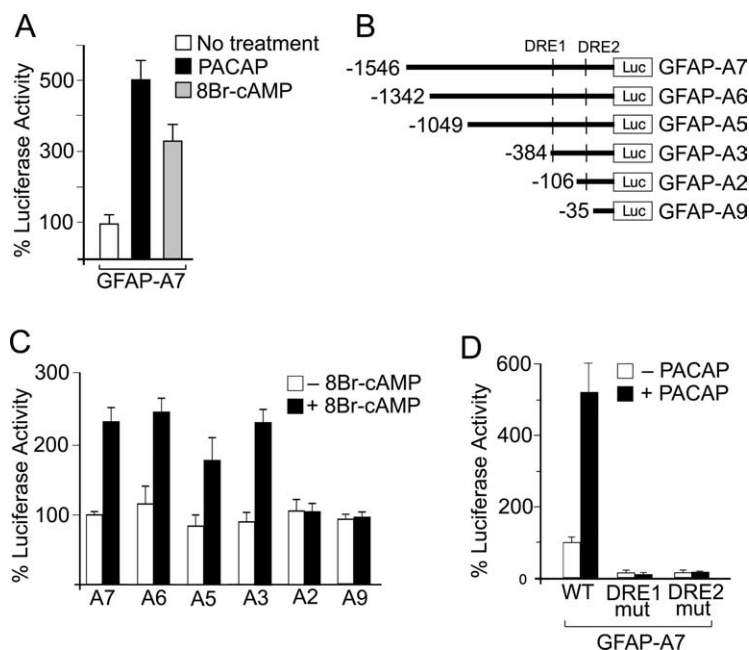 A
No treatment
PACAP
8Br-cAMP
% Luciferase Activity
500
300
100
GFAP-A7
B
DRE1 DRE2
-1546 Luc GFAP-A7
-1342 Luc GFAP-A6
-1049 Luc GFAP-A5
-384 Luc GFAP-A3
-106 Luc GFAP-A2
-35 Luc GFAP-A9
C
% Luciferase Activity
300
200
100
– 8Br-cAMP
+ 8Br-cAMP
A7 A6 A5 A3 A2 A9
D
% Luciferase Activity
600
400
200
0
– PACAP
+ PACAP
WT DRE1 DRE2
mut mut
GFAP-A7